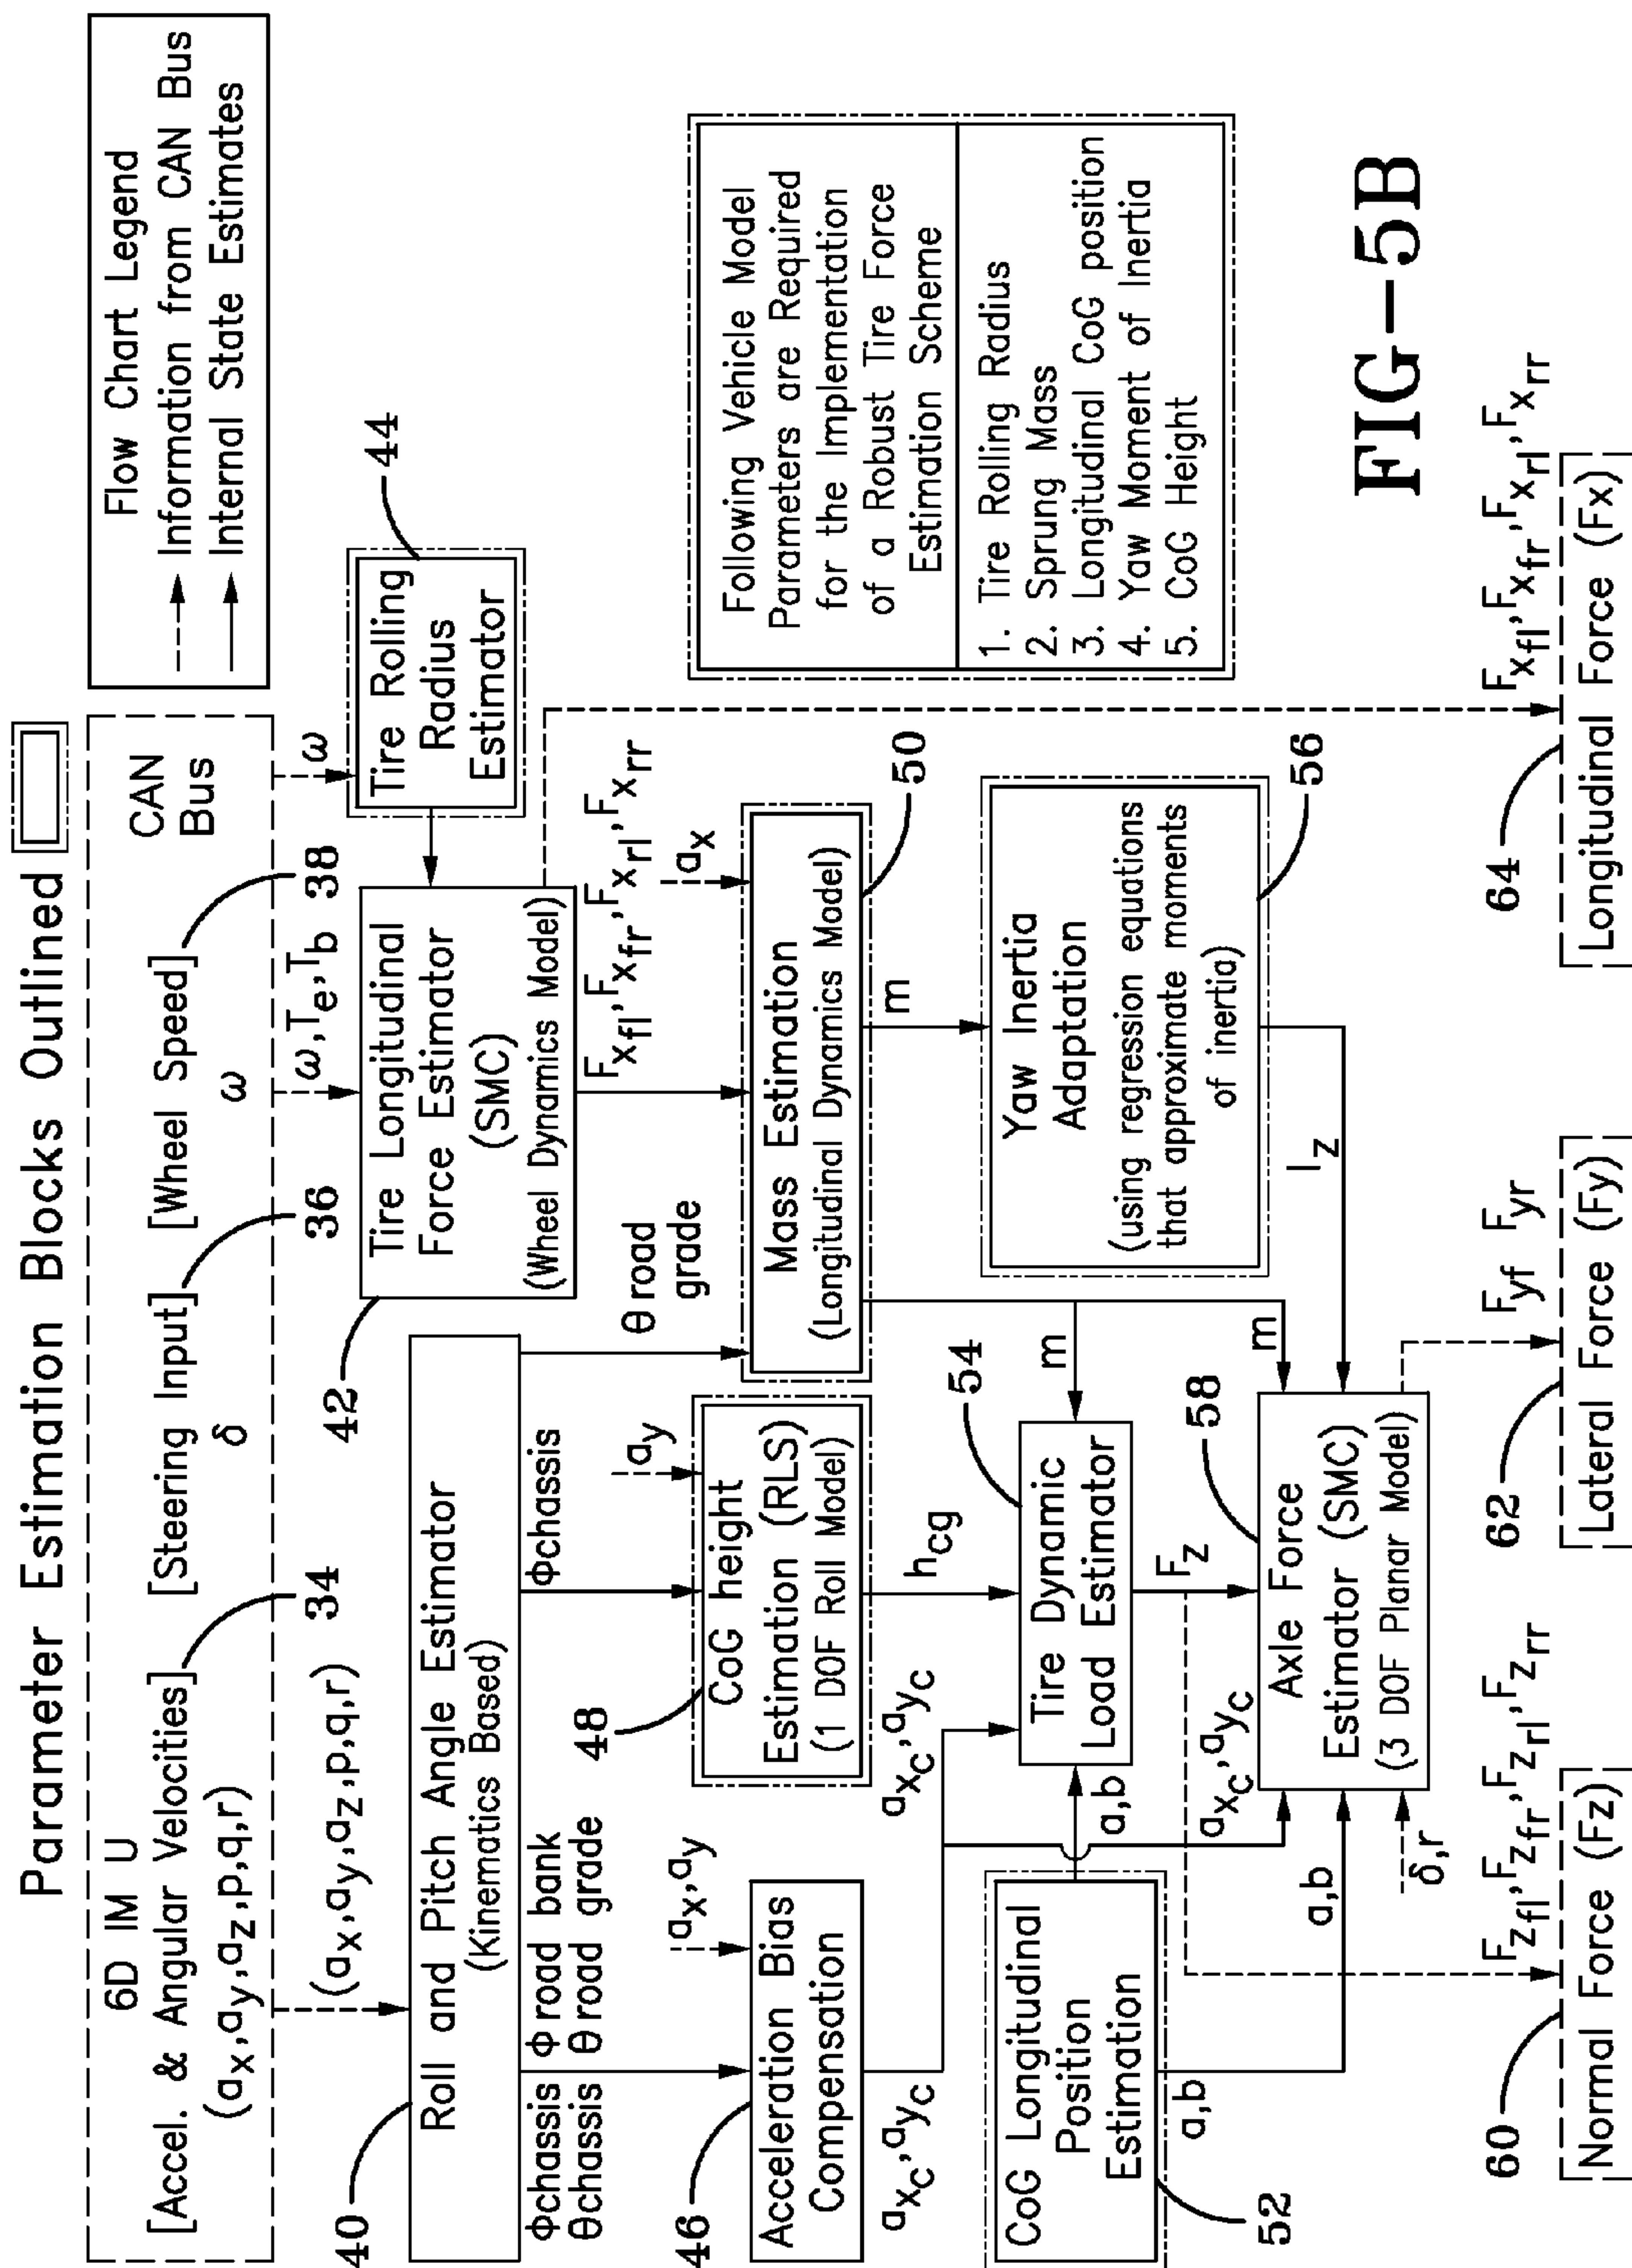 Parameter Estimation Blocks Outlined
6D IM U
[Accel. & Angular Velocities]
(ax,ay,az,p,q,r)
34
[Steering Input]
δ
36
[Wheel Speed]
ω
38
CAN
Bus
Flow Chart Legend
Information from CAN Bus
Internal State Estimates
(ax,ay,az,p,q,r)
ω,Te,Tb
ω
40
Roll and Pitch Angle Estimator
(Kinematics Based)
42
Tire Longitudinal
Force Estimator
(SMC)
(Wheel Dynamics Model)
44
Tire Rolling
Radius
Estimator
Φchassis Φ road bank
θchassis θ road grade
Φchassis
θ road
grade
Fxfl,Fxfr,Fxrl,Fxrr
ax,ay
ay
ax
46
Acceleration Bias
Compensation
48
CoG height
Estimation (RLS)
(1 DOF Roll Model)
Mass Estimation
(Longitudinal Dynamics Model)
50
Following Vehicle Model
Parameters are Required
for the Implementation
of a Robust Tire Force
Estimation Scheme
1. Tire Rolling Radius
2. Sprung Mass
3. Longitudinal CoG position
4. Yaw Moment of Inertia
5. CoG Height
axc,ayc
axc,ayc
hcg
m
m
CoG Longitudinal
Position
Estimation
52
a,b
Tire Dynamic
Load Estimator
54
Yaw Inertia
Adaptation
(using regression equations
that approximate moments
of inertia)
56
a,b
axc,ayc
Fz
a,b
δ,r
m
Iz
Axle Force
Estimator (SMC)
(3 DOF Planar Model)
58
60
Fzfl,Fzfr,Fzrl,Fzrr
Normal Force (Fz)
62
Fyf Fyr
Lateral Force (Fy)
64
Fxfl,Fxfr,Fxrl,Fxrr
Longitudinal Force (Fx)
FIG-5B